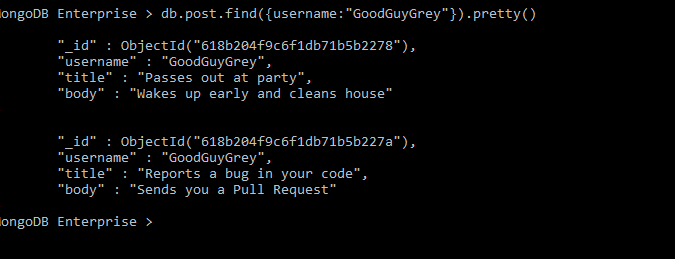 ongoDB Enterprise > db.post.find({username:"GoodGuyGrey"}).pretty()
"_id" : ObjectId("618b204f9c6f1db71b5b2278"),
"username" : "GoodGuyGrey",
"title" : "Passes out at party",
"body" : "Wakes up early and cleans house"
"_id" : ObjectId("618b204f9c6f1db71b5b227a"),
"username" : "GoodGuyGrey",
"title" : "Reports a bug in your code",
"body" : "Sends you a Pull Request"
ongoDB Enterprise >